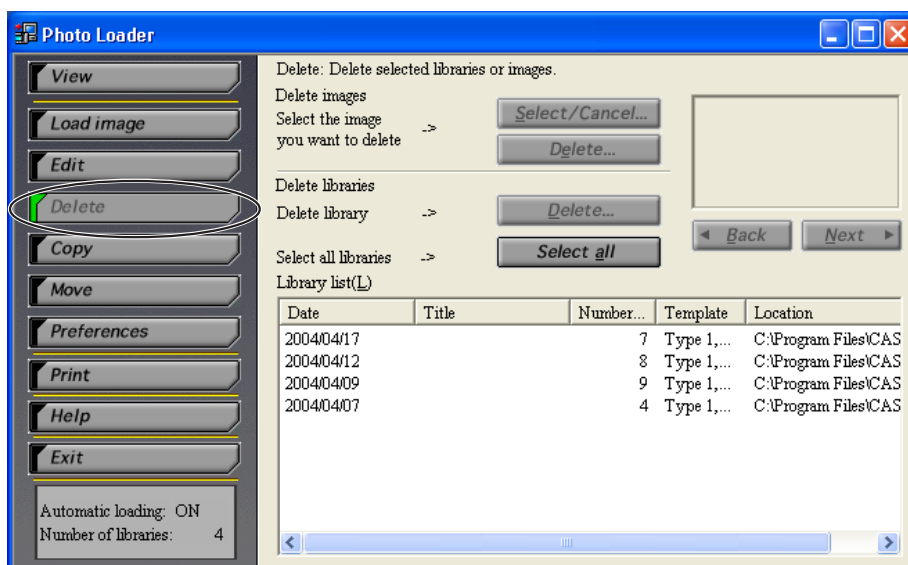 Photo Loader
View
Load image
Edit
Delete
Copy
Move
Preferences
Print
Help
Exit
Automatic loading: ON
Number of libraries: 4
Delete: Delete selected libraries or images.
Delete images
Select the image
you want to delete ->
Select/Cancel...
Delete...
Delete libraries
Delete library -> Delete...
Back Next
Select all libraries -> Select all
Library list(L)
Date Title Number... Template Location
2004/04/17 7 Type 1,... C:\Program Files\CAS
2004/04/12 8 Type 1,... C:\Program Files\CAS
2004/04/09 9 Type 1,... C:\Program Files\CAS
2004/04/07 4 Type 1,... C:\Program Files\CAS